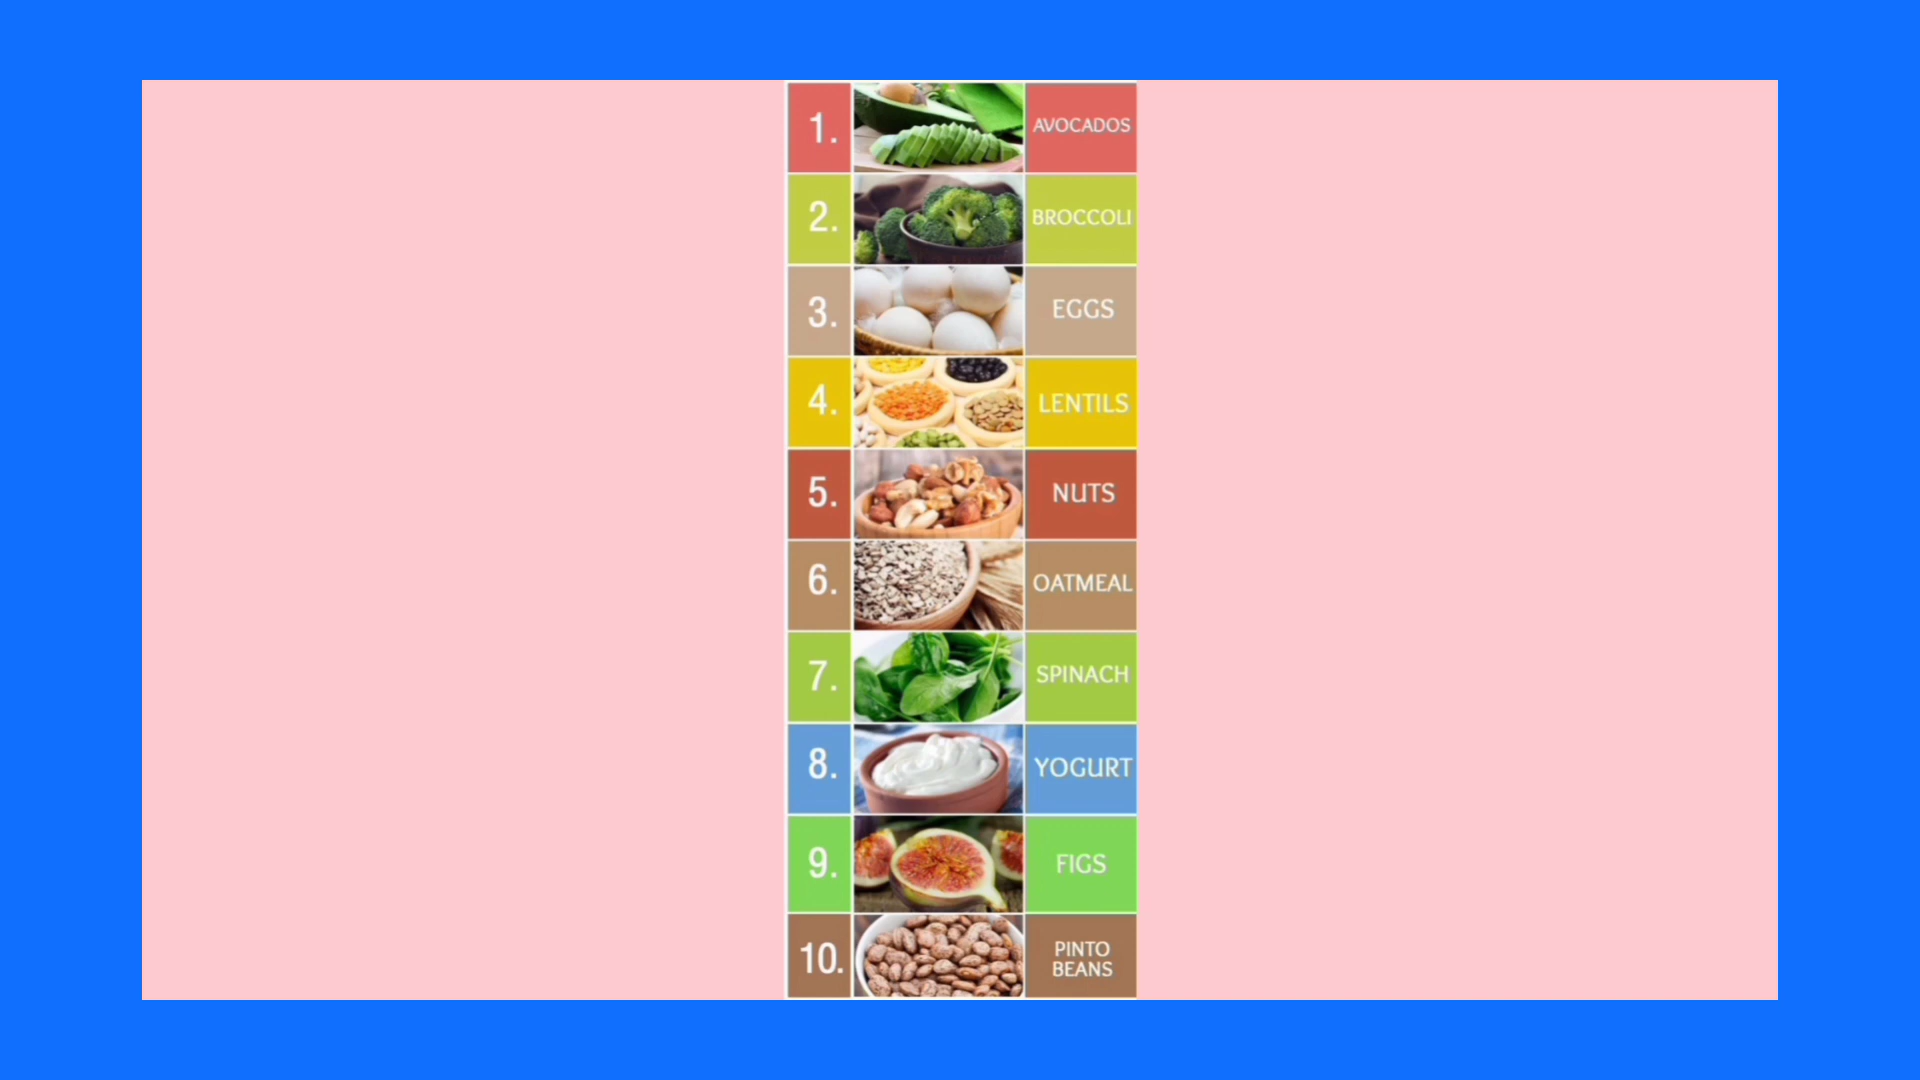 1. AVOCADOS
2. BROCCOLI
3. EGGS
4. LENTILS
5. NUTS
6. OATMEAL
7. SPINACH
8. YOGURT
9. FIGS
10. PINTO
BEANS